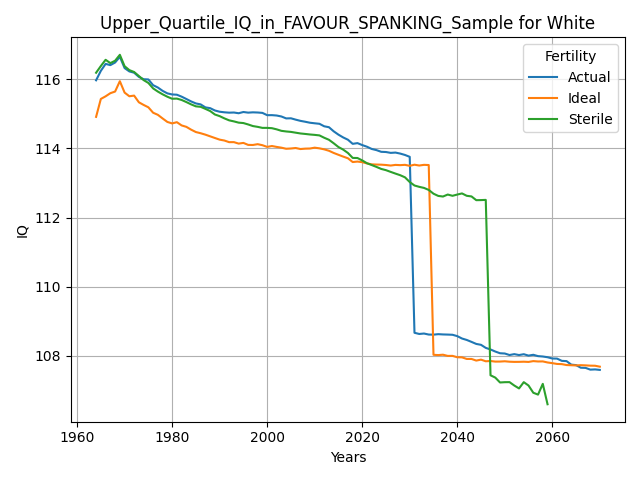 Upper_Quartile_IQ_in_FAVOUR_SPANKING_Sample for White
Fertility
Actual
Ideal
Sterile
116
114
112
110
108
IQ
1960
1980
2000
2020
2040
2060
Years